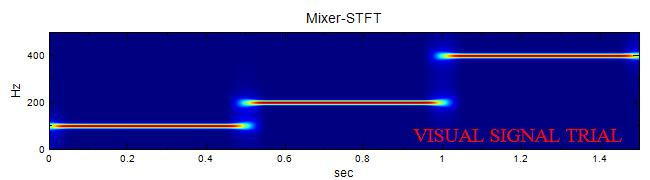 Mixer-STFT
Hz
400
200
0
VISUAL SIGNAL TRIAL
0 0.2 0.4 0.6 0.8 1 1.2 1.4
sec